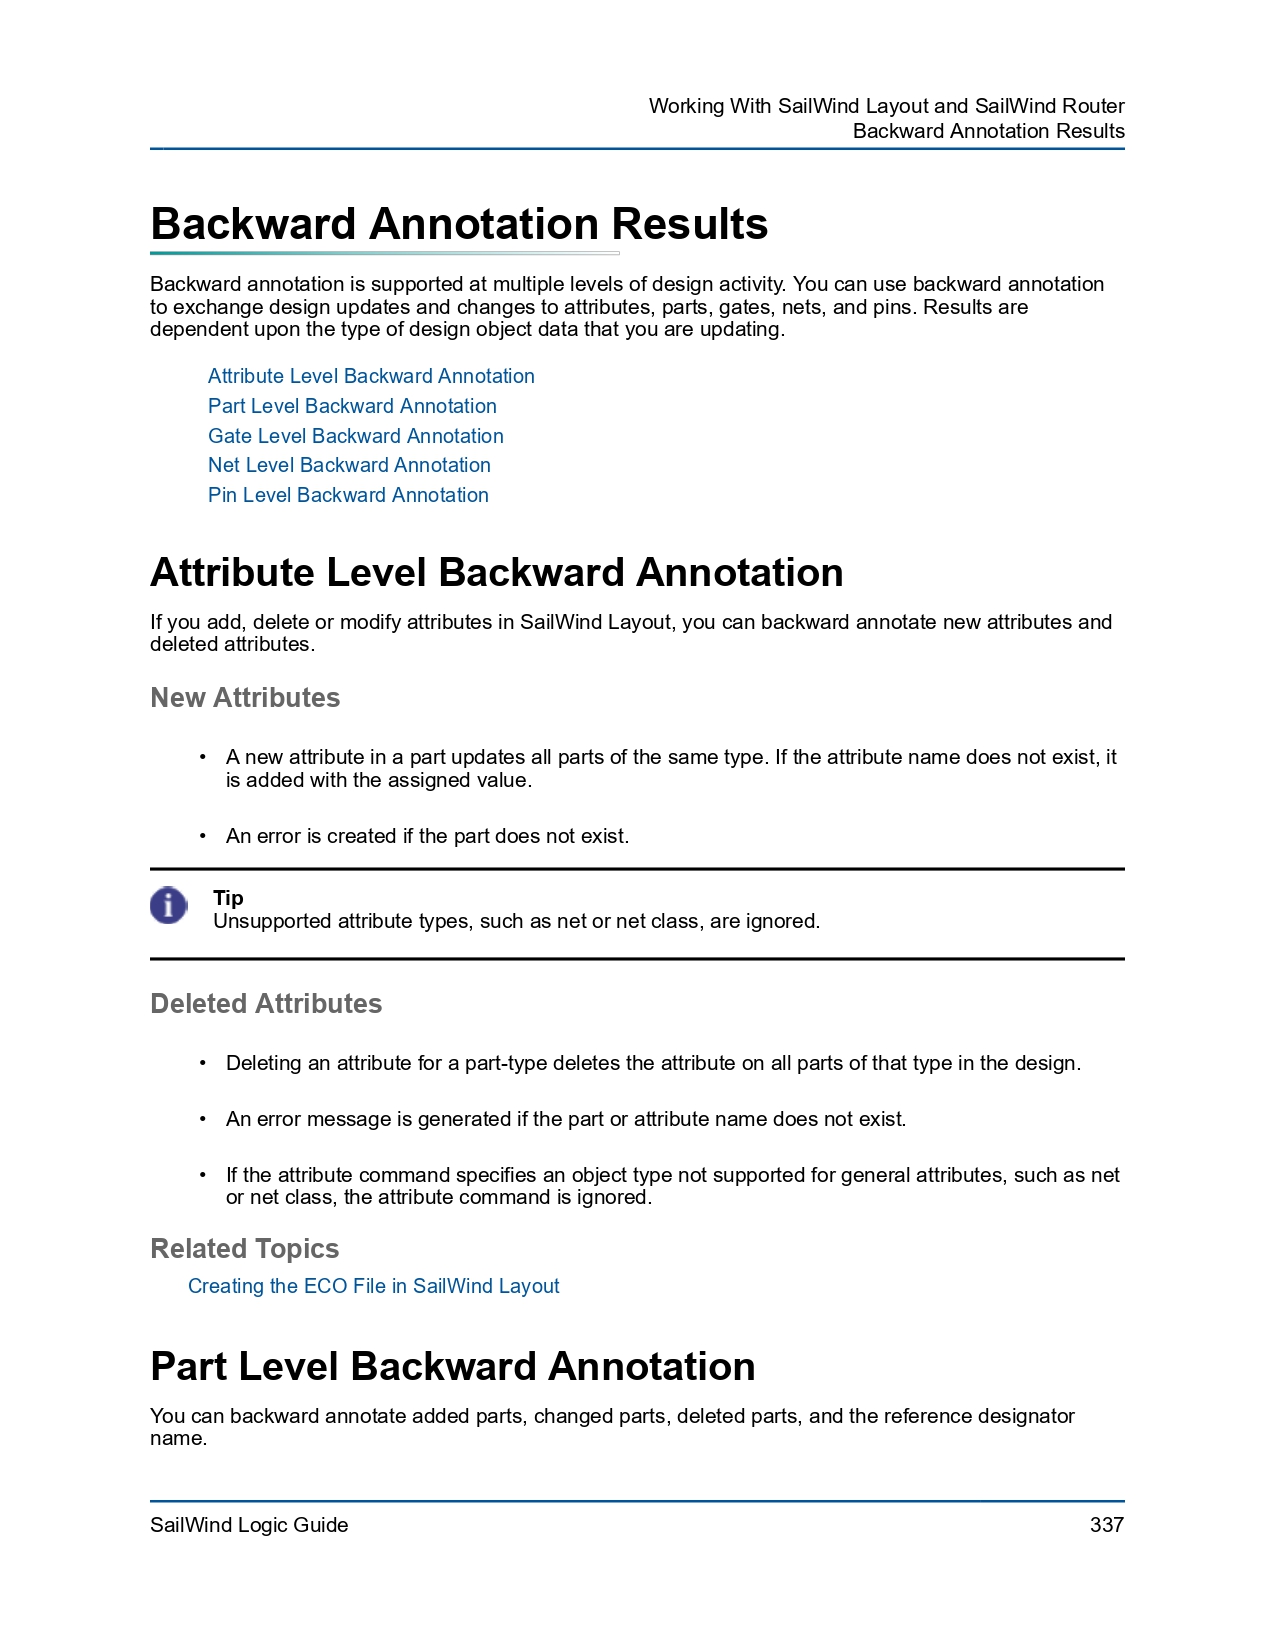 Working With SailWind Layout and SailWind Router
Backward Annotation Results
Backward Annotation Results
Backward annotation is supported at multiple levels of design activity. You can use backward annotation
to exchange design updates and changes to attributes, parts, gates, nets, and pins. Results are
dependent upon the type of design object data that you are updating.
Attribute Level Backward Annotation
Part Level Backward Annotation
Gate Level Backward Annotation
Net Level Backward Annotation
Pin Level Backward Annotation
Attribute Level Backward Annotation
If you add, delete or modify attributes in SailWind Layout, you can backward annotate new attributes and
deleted attributes.
New Attributes
• A new attribute in a part updates all parts of the same type. If the attribute name does not exist, it
is added with the assigned value.
• An error is created if the part does not exist.
Tip
Unsupported attribute types, such as net or net class, are ignored.
Deleted Attributes
• Deleting an attribute for a part-type deletes the attribute on all parts of that type in the design.
• An error message is generated if the part or attribute name does not exist.
• If the attribute command specifies an object type not supported for general attributes, such as net
or net class, the attribute command is ignored.
Related Topics
Creating the ECO File in SailWind Layout
Part Level Backward Annotation
You can backward annotate added parts, changed parts, deleted parts, and the reference designator
name.
SailWind Logic Guide 337